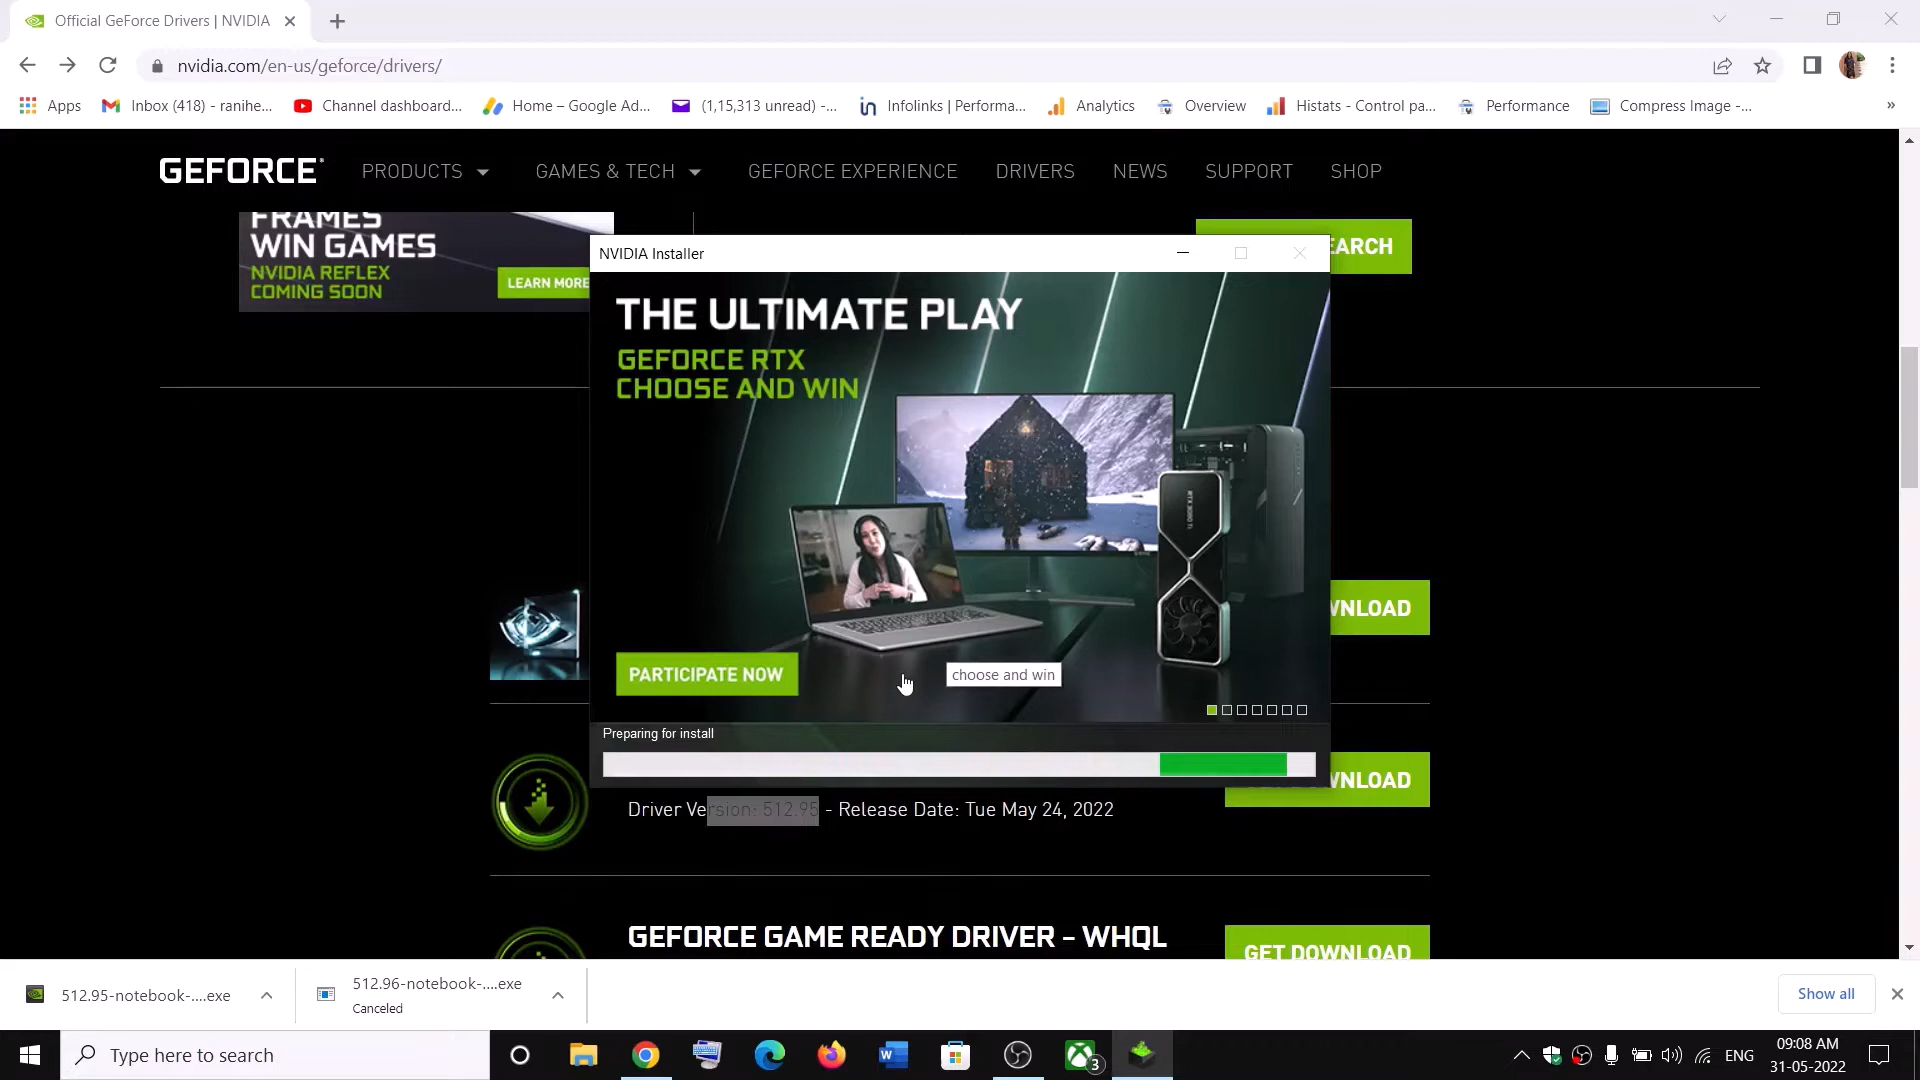 Official GeForce Drivers | NVIDIA
nvidia.com/en-us/geforce/drivers/
Apps
Inbox (418) - ranihe...
Channel dashboard...
Home – Google Ad...
(1,15,313 unread) -...
Infolinks | Performa...
Analytics
Overview
Histats - Control pa...
Performance
Compress Image -...
»
GEFORCE
PRODUCTS
GAMES & TECH
GEFORCE EXPERIENCE
DRIVERS
NEWS
SUPPORT
SHOP
FRAMES
WIN GAMES
NVIDIA REFLEX
COMING SOON
LEARN MORE
EARCH
NVIDIA Installer
THE ULTIMATE PLAY
GEFORCE RTX
CHOOSE AND WIN
PARTICIPATE NOW
choose and win
Preparing for install
WNLOAD
WNLOAD
Driver Version: 512.95 - Release Date: Tue May 24, 2022
GEFORCE GAME READY DRIVER - WHQL
GET DOWNLOAD
512.95-notebook-....exe
512.96-notebook-....exe
Canceled
Show all
Type here to search
3
ENG
09:08 AM
31-05-2022